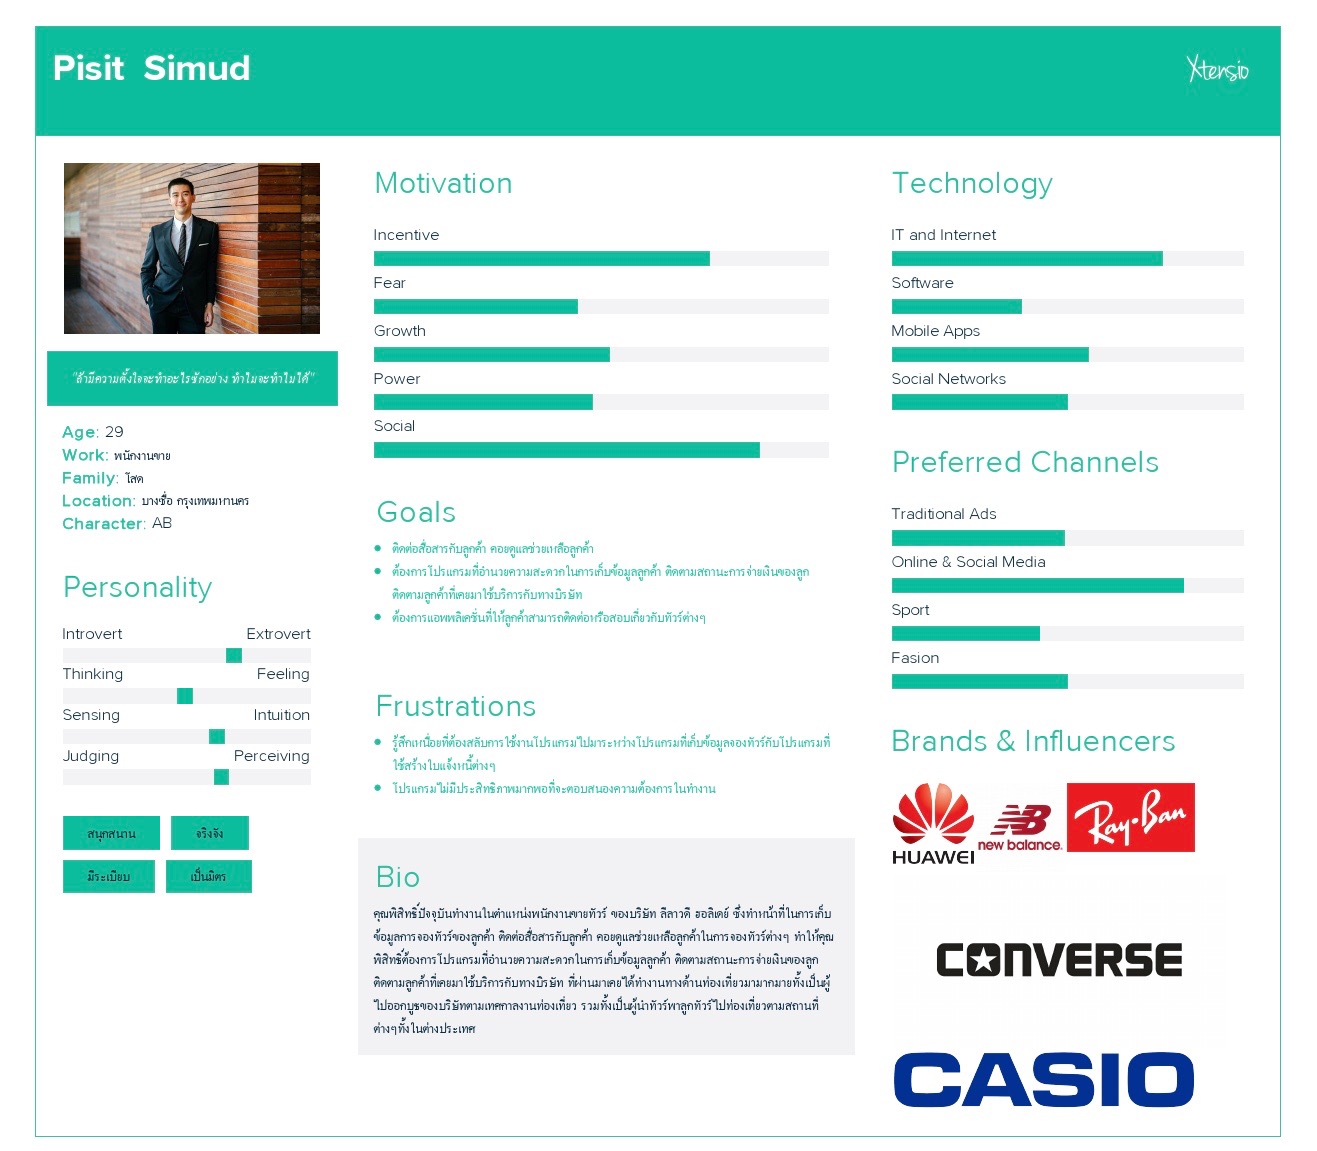 Pisit Simud
Xtensio
"ถ้ามีความตั้งใจจะทำอะไรซักอย่าง ทำไมจะทำไม่ได้"
Age: 29
Work: พนักงานขาย
Family: โสด
Location: บางซื่อ กรุงเทพมหานคร
Character: AB
Personality
Introvert Extrovert
Thinking Feeling
Sensing Intuition
Judging Perceiving
สนุกสนาน จริงจัง
มีระเบียบ เป็นมิตร
Motivation
Incentive
Fear
Growth
Power
Social
Goals
ติดต่อสื่อสารกับลูกค้า คอยดูแลช่วยเหลือลูกค้า
ต้องการโปรแกรมที่อำนวยความสะดวกในการเก็บข้อมูลลูกค้า ติดตามสถานะการจ่ายเงินของลูก
ติดตามลูกค้าที่เคยมาใช้บริการกับทางบริษัท
ต้องการแอพพลิเคชั่นที่ให้ลูกค้าสามารถติดต่อหรือสอบเกี่ยวกับทัวร์ต่างๆ
Frustrations
รู้สึกเหนื่อยที่ต้องสลับการใช้งานโปรแกรมไปมาระหว่างโปรแกรมที่เก็บข้อมูลจองทัวร์กับโปรแกรมที่
ใช้สร้างใบแจ้งหนี้ต่างๆ
โปรแกรมไม่มีประสิทธิภาพมากพอที่จะตอบสนองความต้องการในทำงาน
Bio
คุณพิสิทธิ์ปัจจุบันทำงานในตำแหน่งพนักงานขายทัวร์ ของบริษัท ลีลาวดี ฮอลิเดย์ ซึ่งทำหน้าที่ในการเก็บ
ข้อมูลการจองทัวร์ของลูกค้า ติดต่อสื่อสารกับลูกค้า คอยดูแลช่วยเหลือลูกค้าในการจองทัวร์ต่างๆ ทำให้คุณ
พิสิทธิ์ต้องการโปรแกรมที่อำนวยความสะดวกในการเก็บข้อมูลลูกค้า ติดตามสถานะการจ่ายเงินของลูก
ติดตามลูกค้าที่เคยมาใช้บริการกับทางบริษัท ที่ผ่านมาเคยได้ทำงานทางด้านท่องเที่ยวมามากมายทั้งเป็นผู้
ไปออกบูธของบริษัทตามเทศกาลงานท่องเที่ยว รวมทั้งเป็นผู้นำทัวร์พาลูกทัวร์ไปท่องเที่ยวตามสถานที่
ต่างๆทั้งในต่างประเทศ
Technology
IT and Internet
Software
Mobile Apps
Social Networks
Preferred Channels
Traditional Ads
Online & Social Media
Sport
Fasion
Brands & Influencers
HUAWEI
NB
new balance.
Ray-Ban
CONVERSE
CASIO